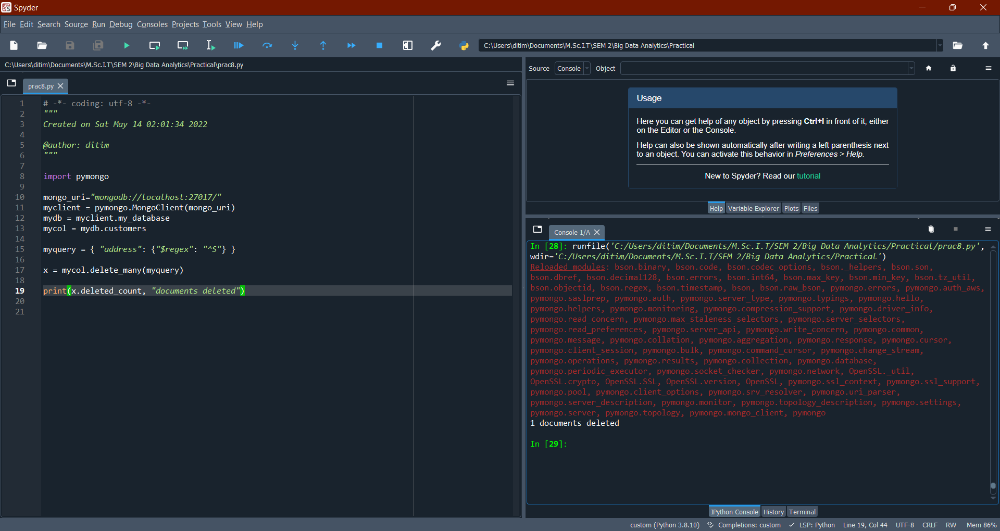 Spyder
File Edit Search Source Run Debug Consoles Projects Tools View Help
C:\Users\ditim\Documents\M.Sc.I.T\SEM 2\Big Data Analytics\Practical
C:\Users\ditim\Documents\M.Sc.I.T\SEM 2\Big Data Analytics\Practical\prac8.py
prac8.py
1 # -*- coding: utf-8 -*-
2 """
3 Created on Sat May 14 02:01:34 2022
4
5 @author: ditim
6 """
7
8 import pymongo
9
10 mongo_uri="mongodb://localhost:27017/"
11 myclient = pymongo.MongoClient(mongo_uri)
12 mydb = myclient.my_database
13 mycol = mydb.customers
14
15 myquery = { "address": {"$regex": "^S"} }
16
17 x = mycol.delete_many(myquery)
18
19 print(x.deleted_count, "documents deleted")
20
21
Source Console Object
Usage
Here you can get help of any object by pressing Ctrl+I in front of it, either
on the Editor or the Console.
Help can also be shown automatically after writing a left parenthesis next
to an object. You can activate this behavior in Preferences > Help.
New to Spyder? Read our tutorial
Help Variable Explorer Plots Files
Console 1/A
In [28]: runfile('C:/Users/ditim/Documents/M.Sc.I.T/SEM 2/Big Data Analytics/Practical/prac8.py',
wdir='C:/Users/ditim/Documents/M.Sc.I.T/SEM 2/Big Data Analytics/Practical')
Reloaded modules: bson.binary, bson.code, bson.codec_options, bson._helpers, bson.son,
bson.dbref, bson.decimal128, bson.errors, bson.int64, bson.max_key, bson.min_key, bson.tz_util,
bson.objectid, bson.regex, bson.timestamp, bson, bson.raw_bson, pymongo.errors, pymongo.auth_aws,
pymongo.saslprep, pymongo.auth, pymongo.server_type, pymongo.typings, pymongo.hello,
pymongo.helpers, pymongo.monitoring, pymongo.compression_support, pymongo.driver_info,
pymongo.read_concern, pymongo.max_staleness_selectors, pymongo.server_selectors,
pymongo.read_preferences, pymongo.server_api, pymongo.write_concern, pymongo.common,
pymongo.message, pymongo.collation, pymongo.aggregation, pymongo.response, pymongo.cursor,
pymongo.client_session, pymongo.bulk, pymongo.command_cursor, pymongo.change_stream,
pymongo.operations, pymongo.results, pymongo.collection, pymongo.database,
pymongo.periodic_executor, pymongo.socket_checker, pymongo.network, OpenSSL._util,
OpenSSL.crypto, OpenSSL.SSL, OpenSSL.version, OpenSSL, pymongo.ssl_context, pymongo.ssl_support,
pymongo.pool, pymongo.client_options, pymongo.srv_resolver, pymongo.uri_parser,
pymongo.server_description, pymongo.monitor, pymongo.topology_description, pymongo.settings,
pymongo.server, pymongo.topology, pymongo.mongo_client, pymongo
1 documents deleted
In [29]:
IPython Console History Terminal
custom (Python 3.8.10) Completions: custom LSP: Python Line 19, Col 44 UTF-8 CRLF RW Mem 86%